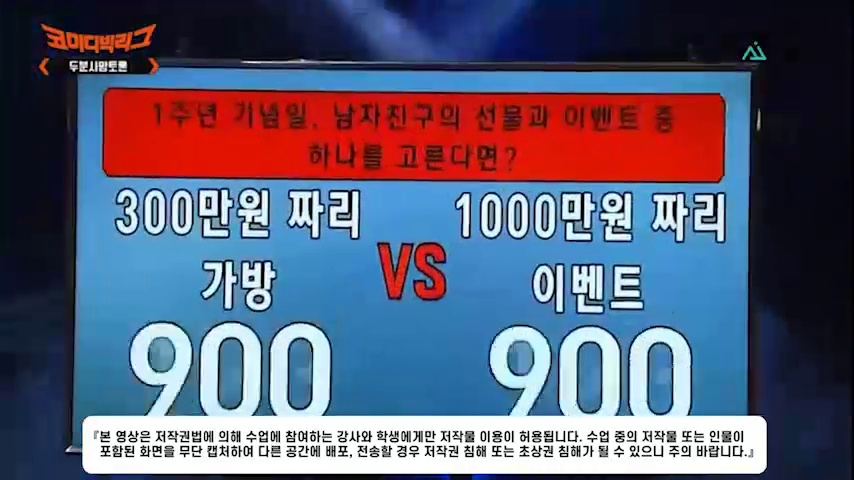 코미디빅리그
두분사망토론
1주년 기념일, 남자친구의 선물과 이벤트 중
하나를 고른다면?
300만원 짜리
가방
VS
1000만원 짜리
이벤트
900
900
『본 영상은 저작권법에 의해 수업에 참여하는 강사와 학생에게만 저작물 이용이 허용됩니다. 수업 중의 저작물 또는 인물이
포함된 화면을 무단 캡처하여 다른 공간에 배포, 전송할 경우 저작권 침해 또는 초상권 침해가 될 수 있으니 주의 바랍니다.』